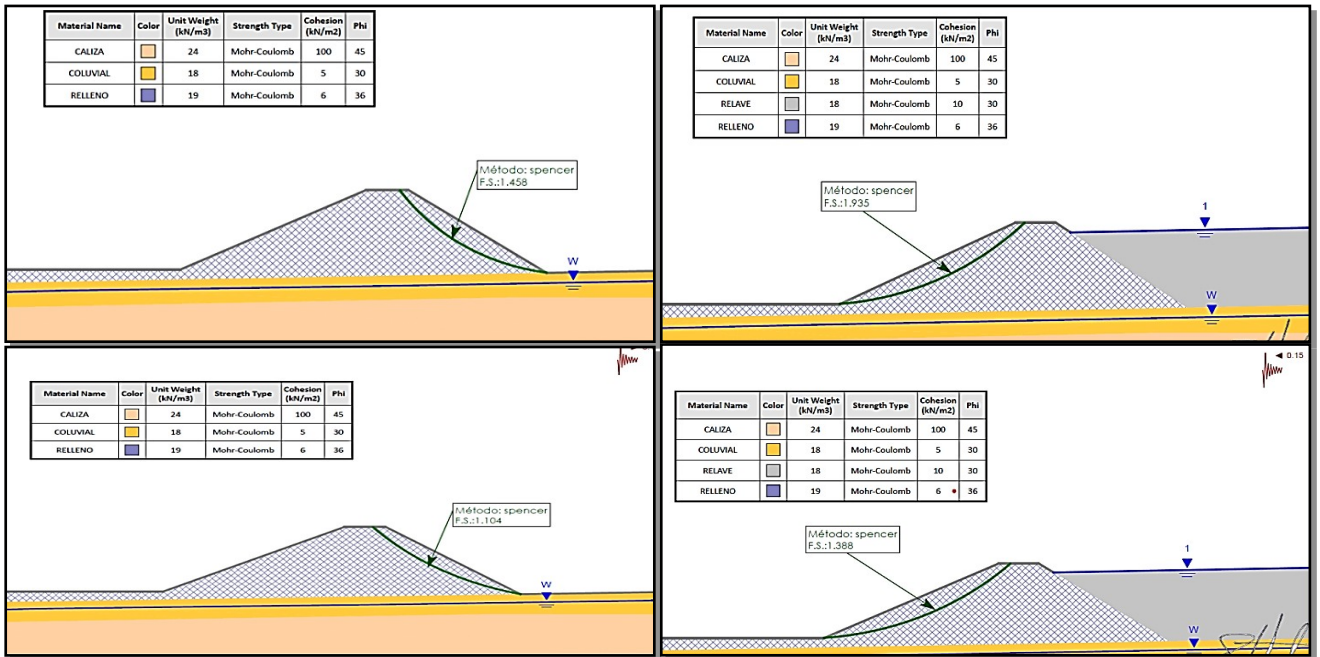 Material Name Color Unit Weight (kN/m3) Strength Type Cohesion (kN/m2) Phi
CALIZA 24 Mohr-Coulomb 100 45
COLUVIAL 18 Mohr-Coulomb 5 30
RELLENO 19 Mohr-Coulomb 6 36
Método: spencer
F.S.:1.458
W
Material Name Color Unit Weight (kN/m3) Strength Type Cohesion (kN/m2) Phi
CALIZA 24 Mohr-Coulomb 100 45
COLUVIAL 18 Mohr-Coulomb 5 30
RELAVE 18 Mohr-Coulomb 10 30
RELLENO 19 Mohr-Coulomb 6 36
Método: spencer
F.S.:1.935
1
W
Material Name Color Unit Weight (kN/m3) Strength Type Cohesion (kN/m2) Phi
CALIZA 24 Mohr-Coulomb 100 45
COLUVIAL 18 Mohr-Coulomb 5 30
RELLENO 19 Mohr-Coulomb 6 36
Método: spencer
F.S.:1.104
W
0.15
Material Name Color Unit Weight (kN/m3) Strength Type Cohesion (kN/m2) Phi
CALIZA 24 Mohr-Coulomb 100 45
COLUVIAL 18 Mohr-Coulomb 5 30
RELAVE 18 Mohr-Coulomb 10 30
RELLENO 19 Mohr-Coulomb 6 36
Método: spencer
F.S.:1.388
1
W